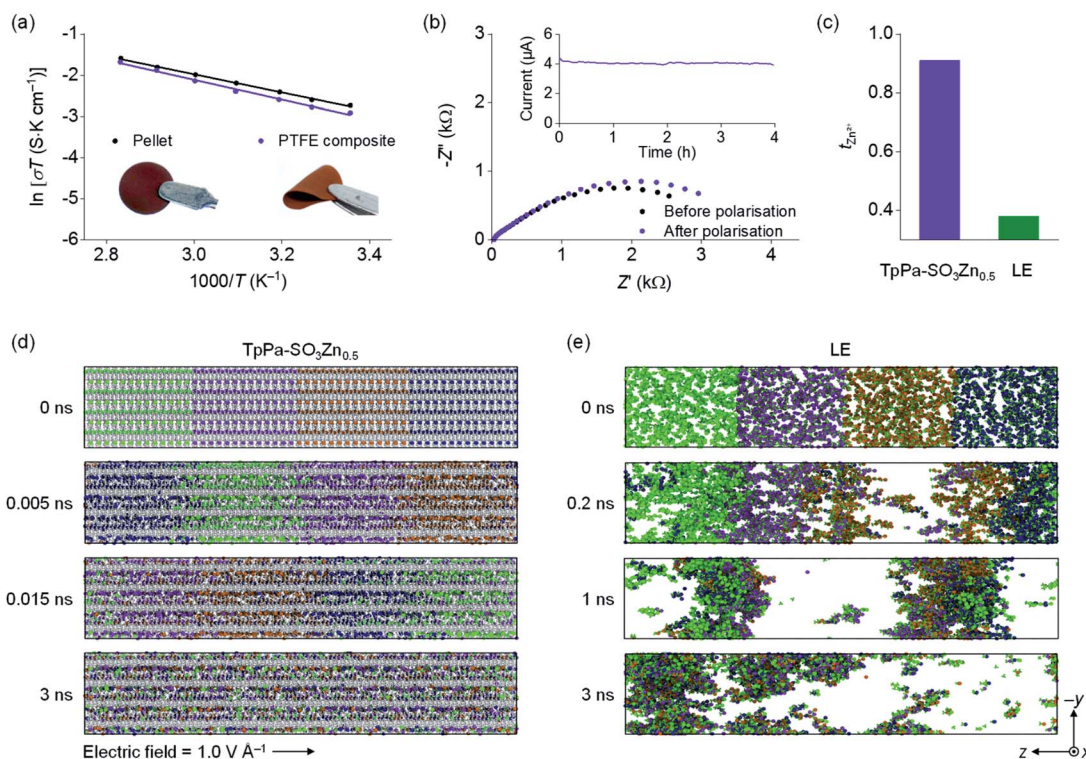 (a)
-1
-2
-3
-4
-5
-6
ln [σT (S·K cm⁻¹)]
Pellet
PTFE composite
2.8
3.0
3.2
3.4
1000/T (K⁻¹)
(b)
3
2
1
0
-Z" (kΩ)
6
4
2
0
Current (µA)
0
1
2
3
4
Time (h)
Before polarisation
After polarisation
0
1
2
3
4
Z' (kΩ)
(c)
1.0
0.8
0.6
0.4
t Zn²⁺
TpPa-SO₃Zn₀.₅
LE
(d)
TpPa-SO₃Zn₀.₅
0 ns
0.005 ns
0.015 ns
3 ns
Electric field = 1.0 V Å⁻¹
(e)
LE
0 ns
0.2 ns
1 ns
3 ns
-y
z
x